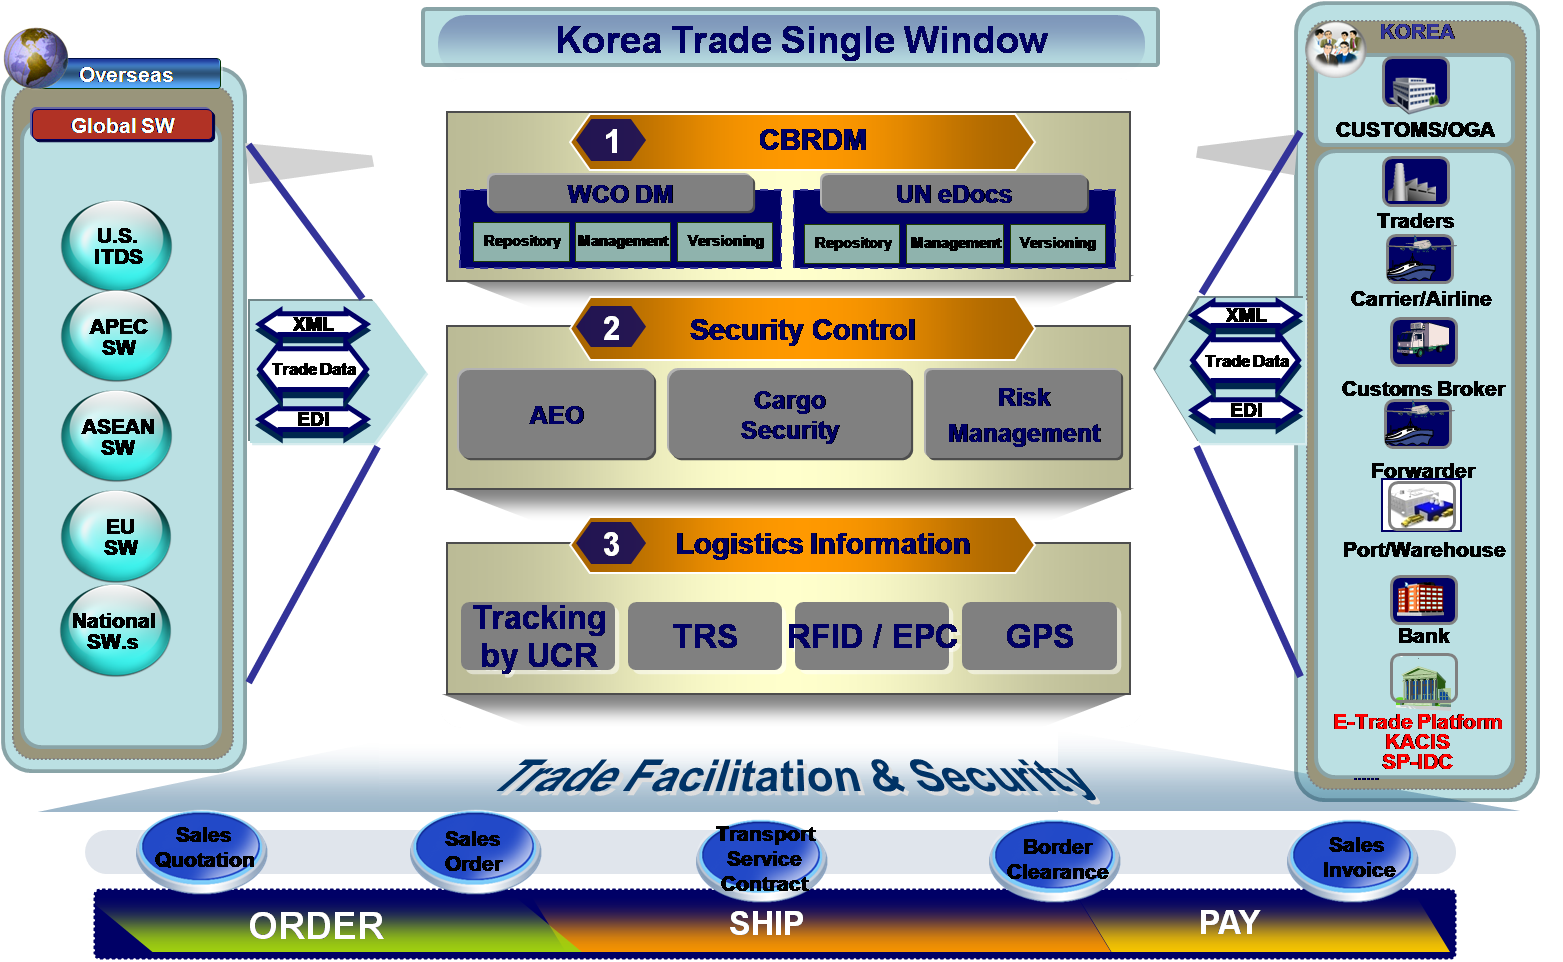 Korea Trade Single Window
Overseas
Global SW
U.S.
ITDS
APEC
SW
ASEAN
SW
EU
SW
National
SW.s
XML
Trade Data
EDI
1
CBRDM
WCO DM
Repository
Management
Versioning
UN eDocs
Repository
Management
Versioning
2
Security Control
AEO
Cargo
Security
Risk
Management
3
Logistics Information
Tracking
by UCR
TRS
RFID / EPC
GPS
XML
Trade Data
EDI
KOREA
CUSTOMS/OGA
Traders
Carrier/Airline
Customs Broker
Forwarder
Port/Warehouse
Bank
E-Trade Platform
KACIS
SP-IDC
......
Trade Facilitation & Security
Sales
Quotation
Sales
Order
Transport
Service
Contract
Border
Clearance
Sales
Invoice
ORDER
SHIP
PAY